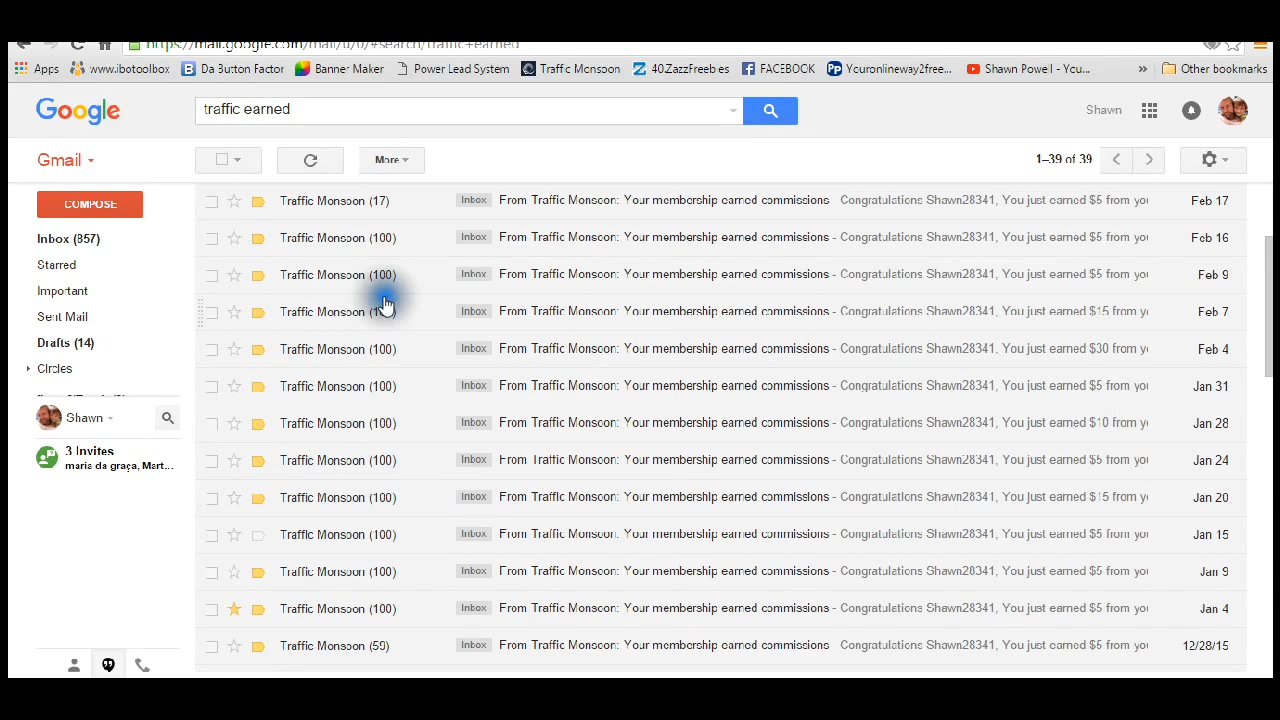 https://mail.google.com/mail/u/0/#search/traffic+earned
Apps www.ibotoolbox Da Button Factor Banner Maker Power Lead System Traffic Monsoon 40.ZazzFreebies FACEBOOK Youronlineway2free... Shawn Powell - You... » Other bookmarks
Google traffic earned Shawn
Gmail More 1–39 of 39
COMPOSE
Inbox (857)
Starred
Important
Sent Mail
Drafts (14)
Circles
Shawn
3 Invites
maria da graça, Mart...
Traffic Monsoon (17) Inbox From Traffic Monsoon: Your membership earned commissions - Congratulations Shawn28341, You just earned $5 from you Feb 17
Traffic Monsoon (100) Inbox From Traffic Monsoon: Your membership earned commissions - Congratulations Shawn28341, You just earned $5 from you Feb 16
Traffic Monsoon (100) Inbox From Traffic Monsoon: Your membership earned commissions - Congratulations Shawn28341, You just earned $5 from you Feb 9
Traffic Monsoon Inbox From Traffic Monsoon: Your membership earned commissions - Congratulations Shawn28341, You just earned $15 from yo Feb 7
Traffic Monsoon (100) Inbox From Traffic Monsoon: Your membership earned commissions - Congratulations Shawn28341, You just earned $30 from yo Feb 4
Traffic Monsoon (100) Inbox From Traffic Monsoon: Your membership earned commissions - Congratulations Shawn28341, You just earned $5 from you Jan 31
Traffic Monsoon (100) Inbox From Traffic Monsoon: Your membership earned commissions - Congratulations Shawn28341, You just earned $10 from yo Jan 28
Traffic Monsoon (100) Inbox From Traffic Monsoon: Your membership earned commissions - Congratulations Shawn28341, You just earned $5 from you Jan 24
Traffic Monsoon (100) Inbox From Traffic Monsoon: Your membership earned commissions - Congratulations Shawn28341, You just earned $15 from yo Jan 20
Traffic Monsoon (100) Inbox From Traffic Monsoon: Your membership earned commissions - Congratulations Shawn28341, You just earned $5 from you Jan 15
Traffic Monsoon (100) Inbox From Traffic Monsoon: Your membership earned commissions - Congratulations Shawn28341, You just earned $5 from you Jan 9
Traffic Monsoon (100) Inbox From Traffic Monsoon: Your membership earned commissions - Congratulations Shawn28341, You just earned $5 from you Jan 4
Traffic Monsoon (59) Inbox From Traffic Monsoon: Your membership earned commissions - Congratulations Shawn28341, You just earned $5 from you 12/28/15